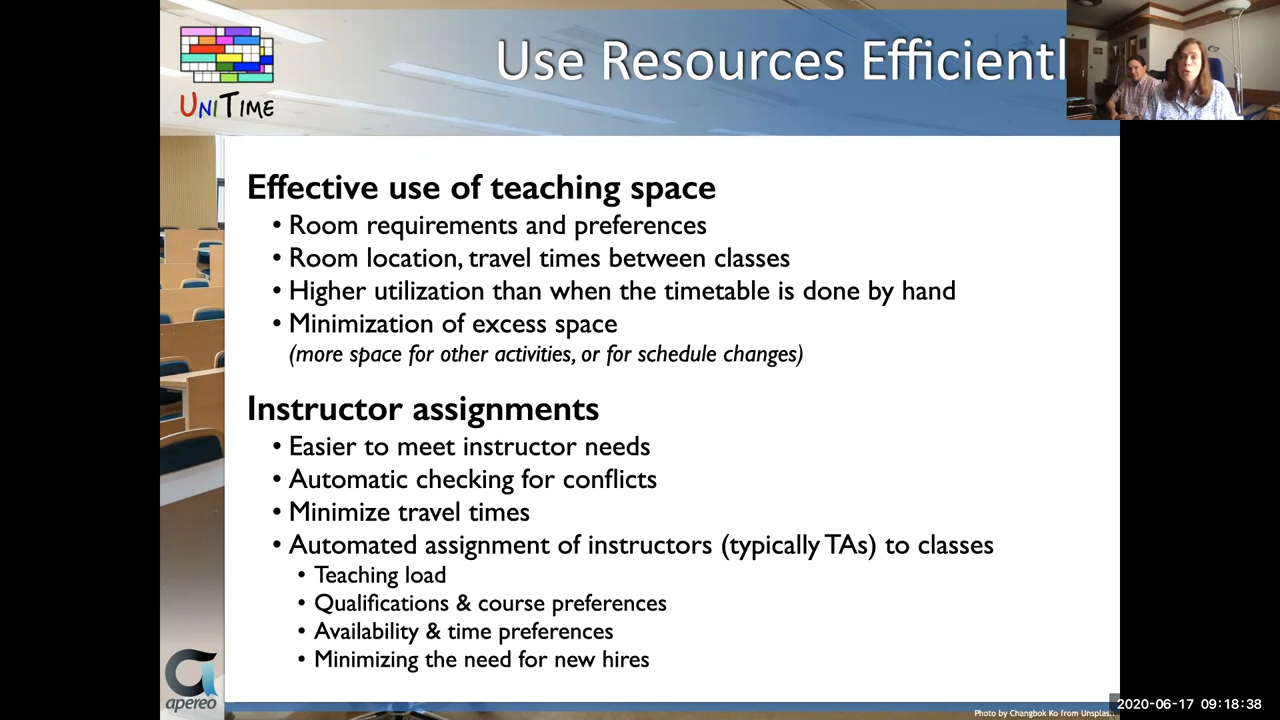 UNITIME
Use Resources Efficientl
Effective use of teaching space
• Room requirements and preferences
• Room location, travel times between classes
• Higher utilization than when the timetable is done by hand
• Minimization of excess space
(more space for other activities, or for schedule changes)
Instructor assignments
• Easier to meet instructor needs
• Automatic checking for conflicts
• Minimize travel times
• Automated assignment of instructors (typically TAs) to classes
• Teaching load
• Qualifications & course preferences
• Availability & time preferences
• Minimizing the need for new hires
apereo
2020-06-17 09:18:38
Photo by Changbok Ko from Unsplash